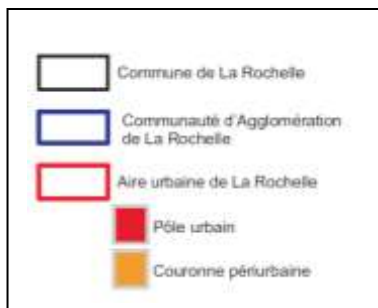 Commune de La Rochelle
Communauté d'Agglomération
de La Rochelle
Aire urbaine de La Rochelle
Pôle urbain
Couronne périurbaine